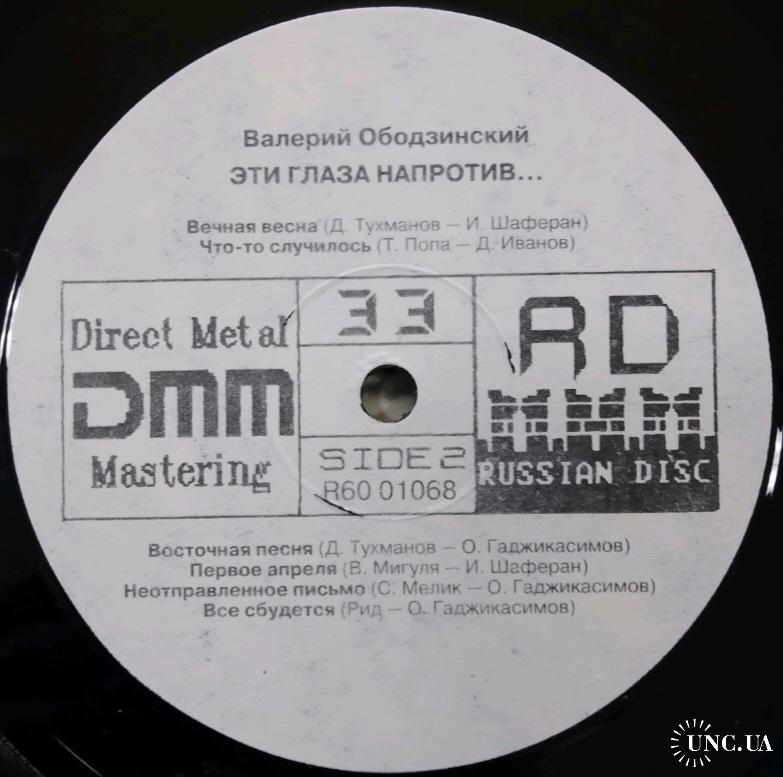 Валерий Ободзинский
ЭТИ ГЛАЗА НАПРОТИВ...
Вечная весна (Д. Тухманов – И. Шаферан)
Что-то случилось (Т. Попа – Д. Иванов)
Direct Metal
DMM
Mastering
33
SIDE 2
R60 01068
RD
RUSSIAN DISC
Восточная песня (Д. Тухманов – О. Гаджикасимов)
Первое апреля (В. Мигуля – И. Шаферан)
Неотправленное письмо (С. Мелик – О. Гаджикасимов)
Все сбудется (Рид – О. Гаджикасимов)
UNC.UA